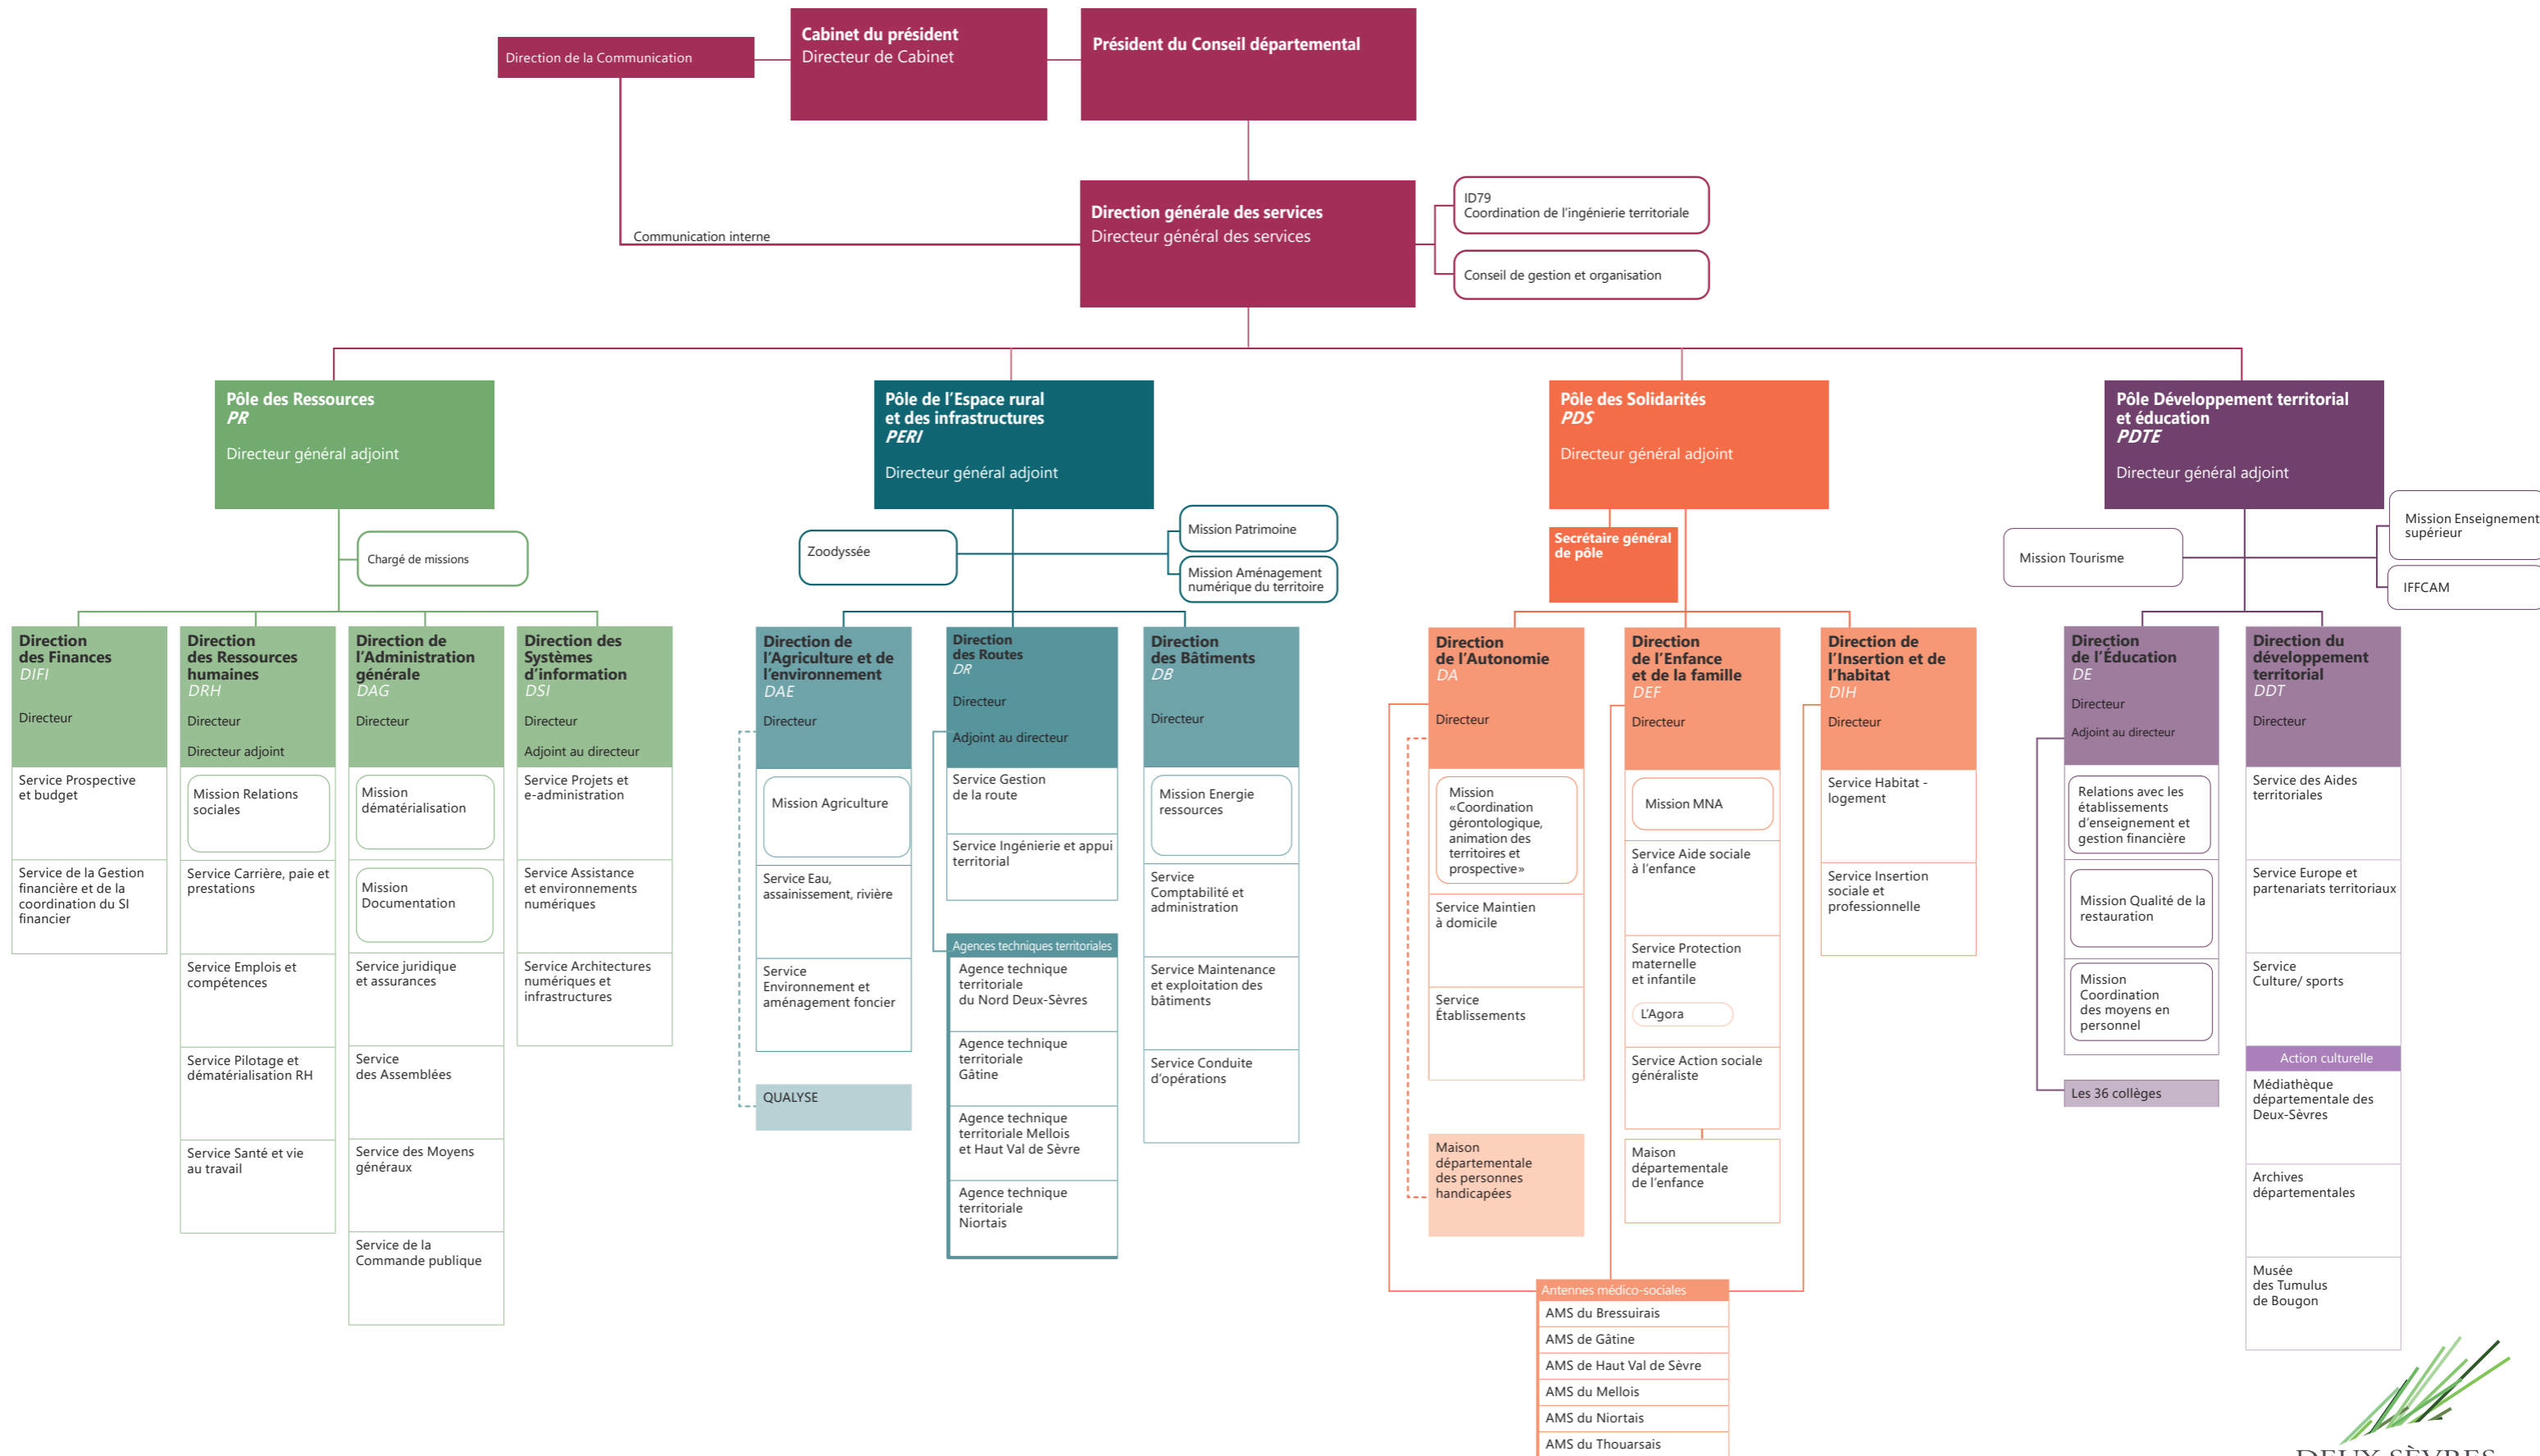 Direction de la Communication
Cabinet du président
Directeur de Cabinet
Président du Conseil départemental
Direction générale des services
Directeur général des services
Communication interne
ID79
Coordination de l'ingénierie territoriale
Conseil de gestion et organisation
Pôle des Ressources
PR
Directeur général adjoint
Chargé de missions
Direction
des Finances
DIFI
Directeur
Service Prospective
et budget
Service de la Gestion
financière et de la
coordination du SI
financier
Direction
des Ressources
humaines
DRH
Directeur
Directeur adjoint
Mission Relations
sociales
Service Carrière, paie et
prestations
Service Emplois et
compétences
Service Pilotage et
dématérialisation RH
Service Santé et vie
au travail
Direction de
l'Administration
générale
DAG
Directeur
Mission
dématérialisation
Mission
Documentation
Service juridique
et assurances
Service
des Assemblées
Service des Moyens
généraux
Service de la
Commande publique
Direction des
Systèmes
d'information
DSI
Directeur
Adjoint au directeur
Service Projets et
e-administration
Service Assistance
et environnements
numériques
Service Architectures
numériques et
infrastructures
Pôle de l'Espace rural
et des infrastructures
PERI
Directeur général adjoint
Zoodyssée
Mission Patrimoine
Mission Aménagement
numérique du territoire
Direction de
l'Agriculture et de
l'environnement
DAE
Directeur
Mission Agriculture
Service Eau,
assainissement, rivière
Service
Environnement et
aménagement foncier
QUALYSE
Direction
des Routes
DR
Directeur
Adjoint au directeur
Service Gestion
de la route
Service Ingénierie et appui
territorial
Agences techniques territoriales
Agence technique
territoriale
du Nord Deux-Sèvres
Agence technique
territoriale
Gâtine
Agence technique
territoriale Mellois
et Haut Val de Sèvre
Agence technique
territoriale
Niortais
Direction
des Bâtiments
DB
Directeur
Mission Energie
ressources
Service
Comptabilité et
administration
Service Maintenance
et exploitation des
bâtiments
Service Conduite
d'opérations
Pôle des Solidarités
PDS
Directeur général adjoint
Secrétaire général
de pôle
Direction
de l'Autonomie
DA
Directeur
Mission
«Coordination
gérontologique,
animation des
territoires et
prospective»
Service Maintien
à domicile
Service
Établissements
Maison
départementale
des personnes
handicapées
Direction
de l'Enfance
et de la famille
DEF
Directeur
Mission MNA
Service Aide sociale
à l'enfance
Service Protection
maternelle
et infantile
L'Agora
Service Action sociale
généraliste
Maison
départementale
de l'enfance
Direction de
l'Insertion et de
l'habitat
DIH
Directeur
Service Habitat -
logement
Service Insertion
sociale et
professionnelle
Antennes médico-sociales
AMS du Bressuirais
AMS de Gâtine
AMS de Haut Val de Sèvre
AMS du Mellois
AMS du Niortais
AMS du Thouarsais
Pôle Développement territorial
et éducation
PDTE
Directeur général adjoint
Mission Tourisme
Mission Enseignement
supérieur
IFFCAM
Direction
de l'Éducation
DE
Directeur
Adjoint au directeur
Relations avec les
établissements
d'enseignement et
gestion financière
Mission Qualité de la
restauration
Mission
Coordination
des moyens en
personnel
Les 36 collèges
Direction du
développement
territorial
DDT
Directeur
Service des Aides
territoriales
Service Europe et
partenariats territoriaux
Service
Culture/ sports
Action culturelle
Médiathèque
départementale des
Deux-Sèvres
Archives
départementales
Musée
des Tumulus
de Bougon
DEUX-SÈVRES